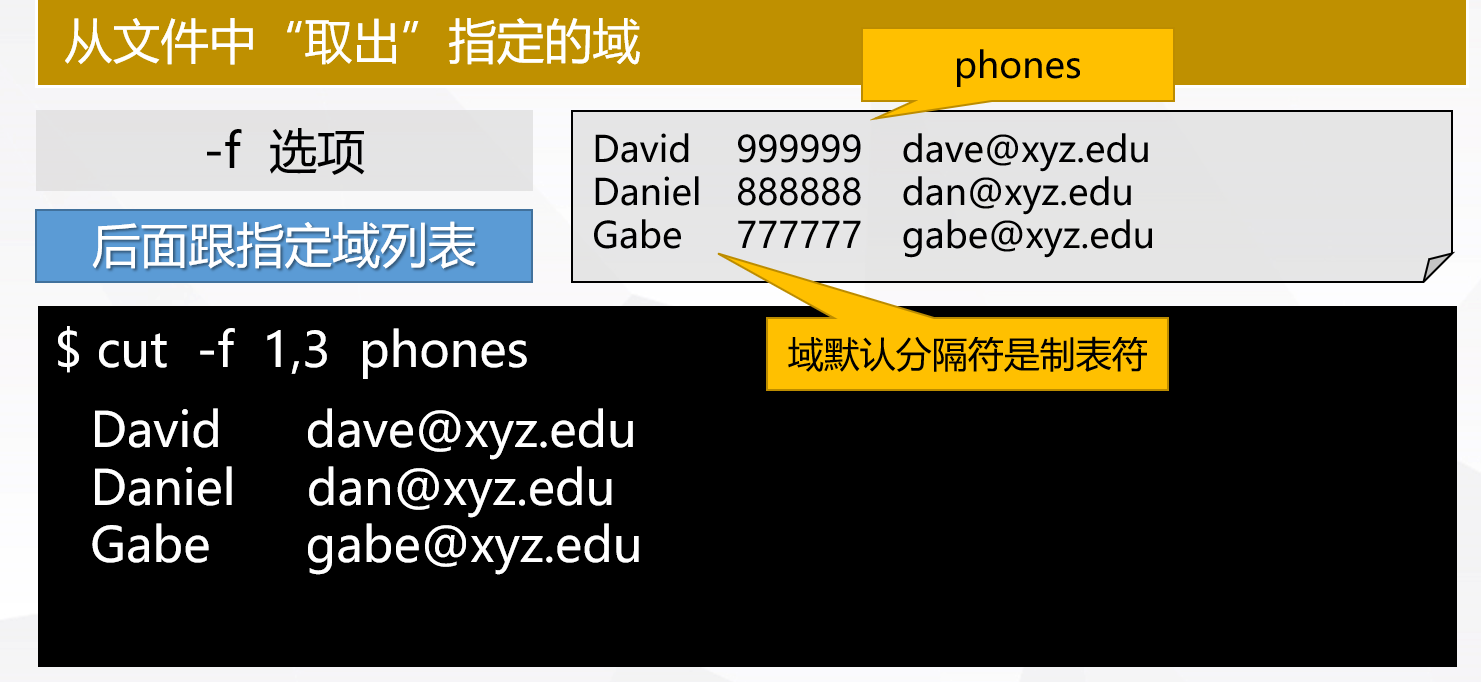 从文件中“取出”指定的域
phones
-f 选项
后面跟指定域列表
David 999999 dave@xyz.edu
Daniel 888888 dan@xyz.edu
Gabe 777777 gabe@xyz.edu
域默认分隔符是制表符
$ cut -f 1,3 phones
David dave@xyz.edu
Daniel dan@xyz.edu
Gabe gabe@xyz.edu